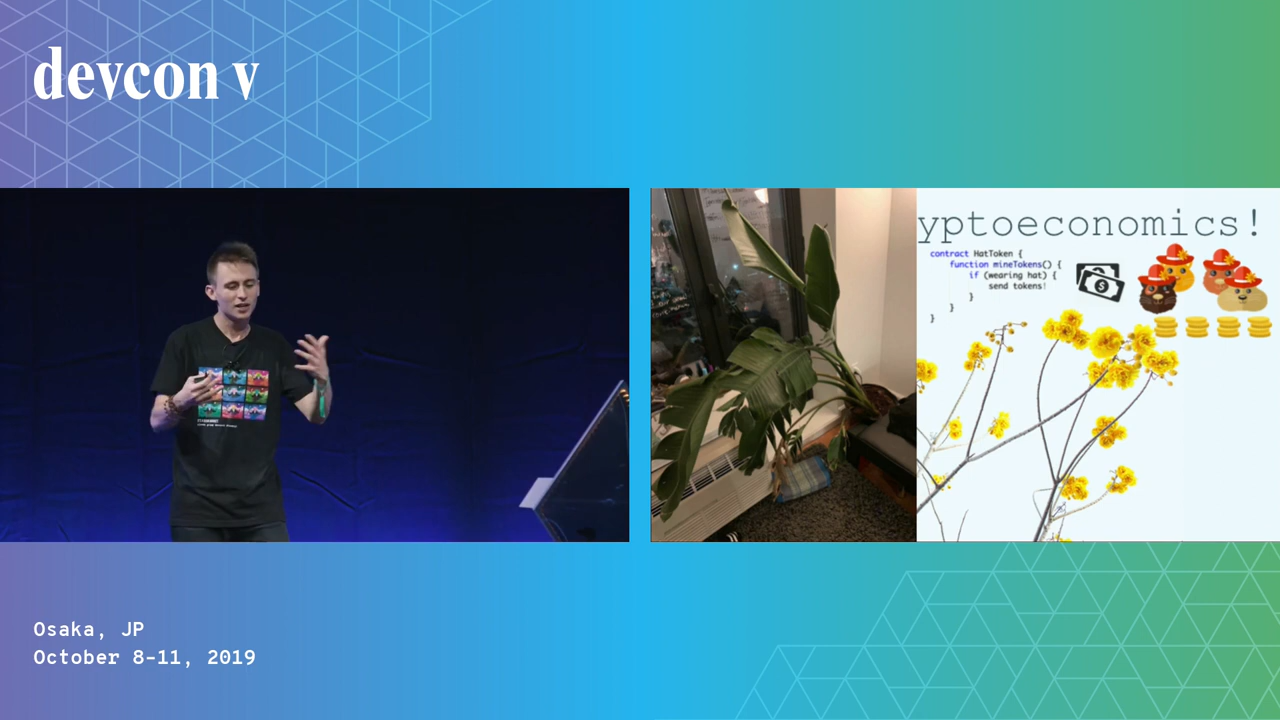 devcon v
yptoeconomics!
contract HatToken {
function mineTokens() {
if (wearing hat) {
send tokens!
}
}
}
Osaka, JP
October 8-11, 2019